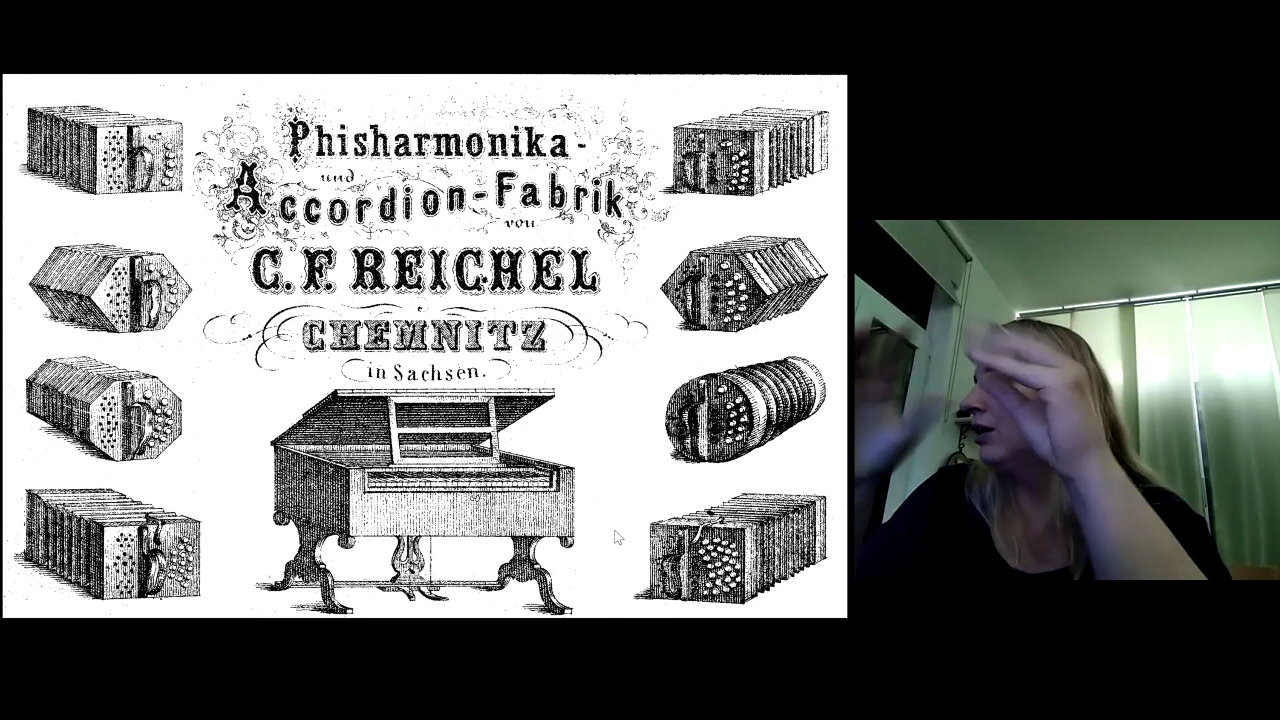 Phisharmonika-
und
Accordion-Fabrik
von
C. F. REICHEL
CHEMNITZ
in Sachsen.